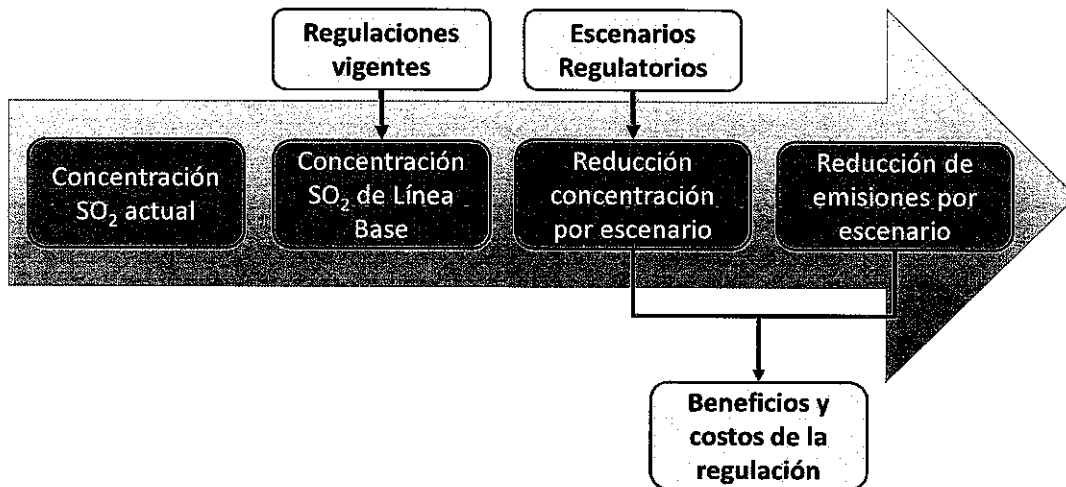 Regulaciones
vigentes
Escenarios
Regulatorios
Concentración
SO₂ actual
Concentración
SO₂ de Línea
Base
Reducción
concentración
por escenario
Reducción de
emisiones por
escenario
Beneficios y
costos de la
regulación